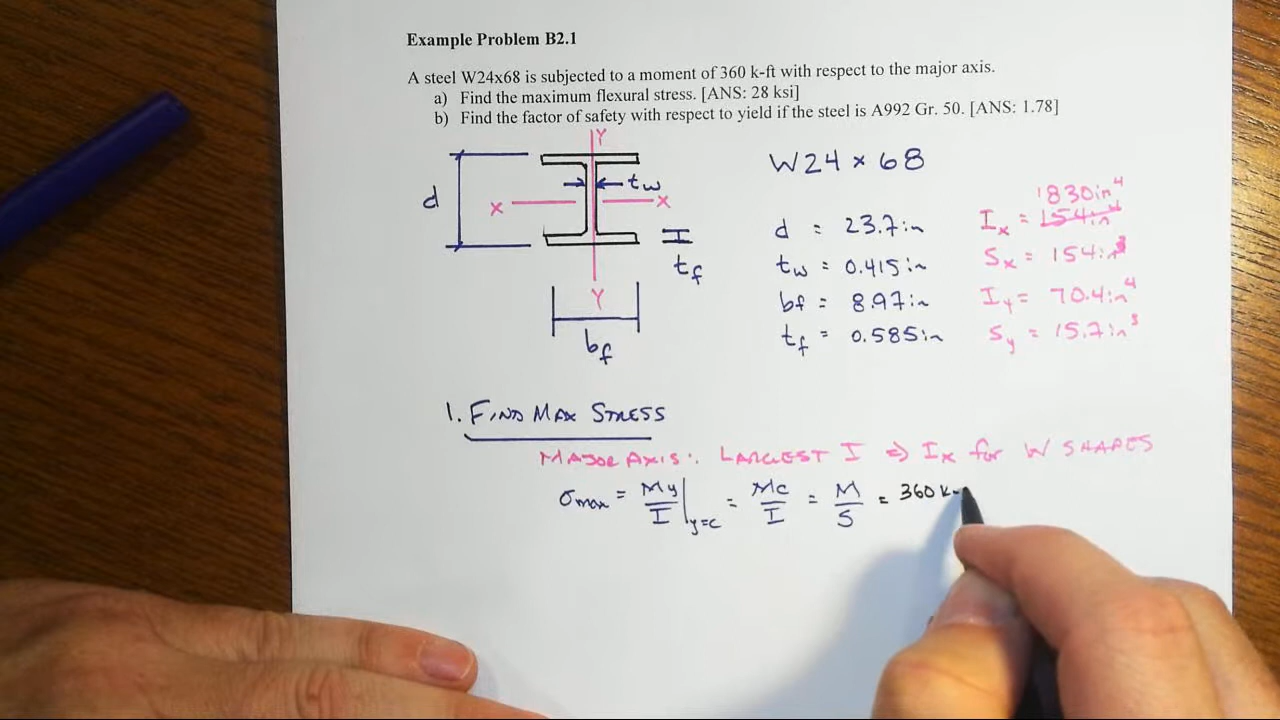 Example Problem B2.1
A steel W24x68 is subjected to a moment of 360 k-ft with respect to the major axis.
a) Find the maximum flexural stress. [ANS: 28 ksi]
b) Find the factor of safety with respect to yield if the steel is A992 Gr. 50. [ANS: 1.78]
Y
tw
d
X
X
tf
Y
bf
W24 × 68
d = 23.7in
tw = 0.415in
bf = 8.97in
tf = 0.585in
1830in⁴
Ix = 154in⁴
Sx = 154in³
Iy = 70.4in⁴
Sy = 15.7in³
1. FIND MAX STRESS
MAJOR AXIS: LARGEST I ⇒ Ix for W SHAPES
σmax = My/I |y=c = Mc/I = M/S = 360k-